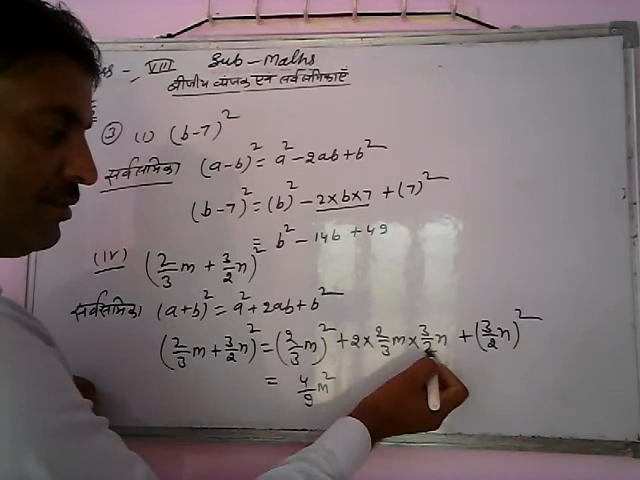 VIII Sub-Maths
बीजीय व्यंजक एवं सर्वसमिकाएं
③ (i) (b-7)²
सर्वसमिका (a-b)² = a² - 2ab + b²
(b-7)² = (b)² - 2×b×7 + (7)²
= b² - 14b + 49
(iv) (2/3 m + 3/2 n)²
सर्वसमिका (a+b)² = a² + 2ab + b²
(2/3 m + 3/2 n)² = (2/3 m)² + 2 × 2/3 m × 3/2 n + (3/2 n)²
= 4/9 m²